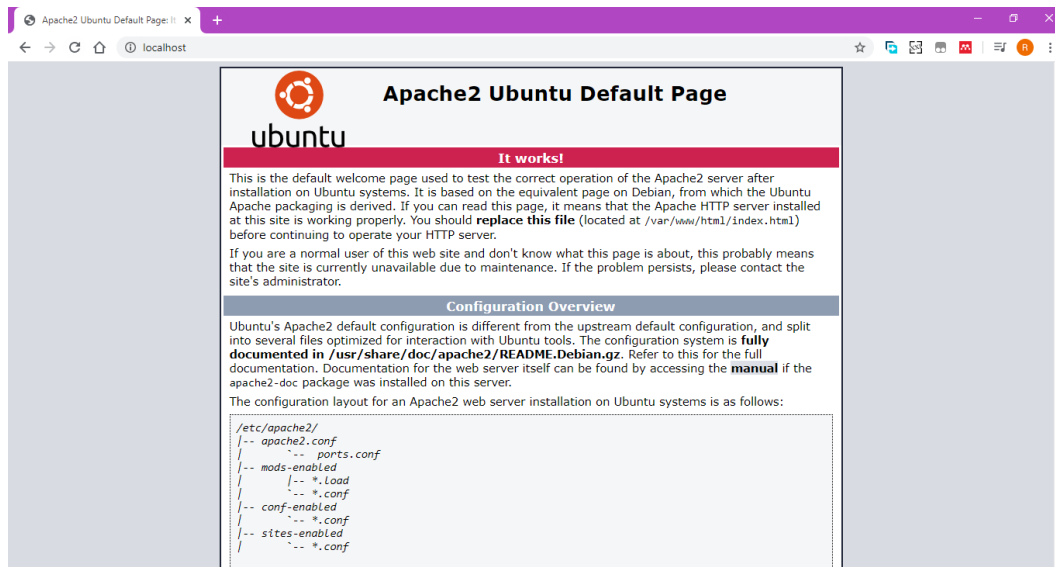 Apache2 Ubuntu Default Page: It
localhost
R
ubuntu
Apache2 Ubuntu Default Page
It works!
This is the default welcome page used to test the correct operation of the Apache2 server after
installation on Ubuntu systems. It is based on the equivalent page on Debian, from which the Ubuntu
Apache packaging is derived. If you can read this page, it means that the Apache HTTP server installed
at this site is working properly. You should replace this file (located at /var/www/html/index.html)
before continuing to operate your HTTP server.
If you are a normal user of this web site and don't know what this page is about, this probably means
that the site is currently unavailable due to maintenance. If the problem persists, please contact the
site's administrator.
Configuration Overview
Ubuntu's Apache2 default configuration is different from the upstream default configuration, and split
into several files optimized for interaction with Ubuntu tools. The configuration system is fully
documented in /usr/share/doc/apache2/README.Debian.gz. Refer to this for the full
documentation. Documentation for the web server itself can be found by accessing the manual if the
apache2-doc package was installed on this server.
The configuration layout for an Apache2 web server installation on Ubuntu systems is as follows:
/etc/apache2/
|-- apache2.conf
|       `--  ports.conf
|-- mods-enabled
|       |-- *.load
|       `-- *.conf
|-- conf-enabled
|       `-- *.conf
|-- sites-enabled
|       `-- *.conf